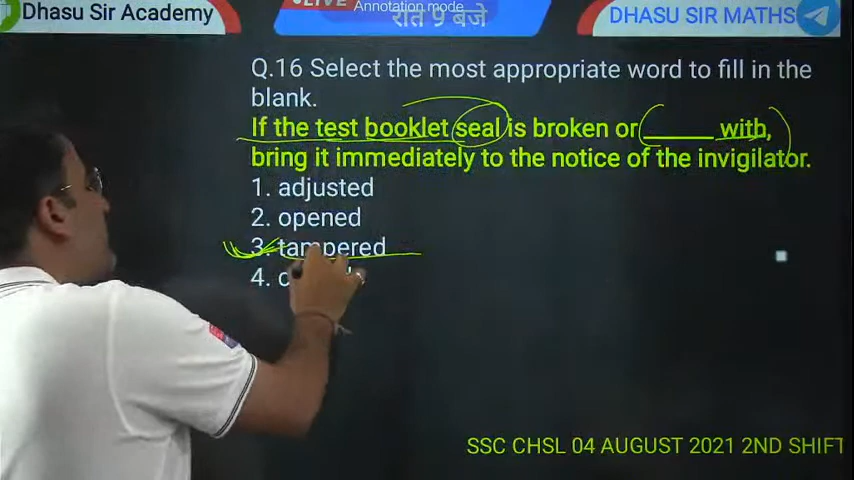 Dhasu Sir Academy
LIVE
Annotation mode
रात 9 बजे
DHASU SIR MATHS
Q.16 Select the most appropriate word to fill in the
blank.
If the test booklet seal is broken or ______ with,
bring it immediately to the notice of the invigilator.
1. adjusted
2. opened
3. tampered
4.
SSC CHSL 04 AUGUST 2021 2ND SHIFT